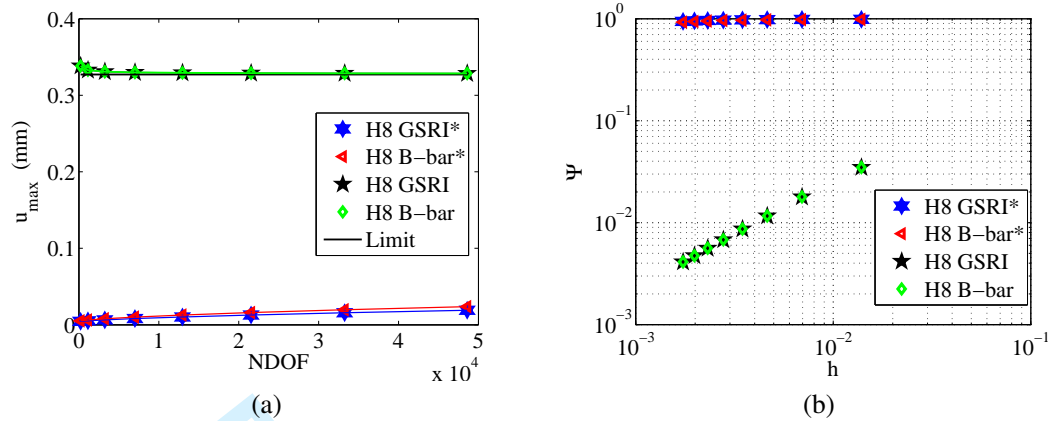 0.4
0.3
0.2
0.1
0
u_max (mm)
H8 GSRI*
H8 B−bar*
H8 GSRI
H8 B−bar
Limit
0 1 2 3 4 5
NDOF
x 10^4
(a)
10^0
10^−1
10^−2
10^−3
Ψ
H8 GSRI*
H8 B−bar*
H8 GSRI
H8 B−bar
10^−3 10^−2 10^−1
h
(b)